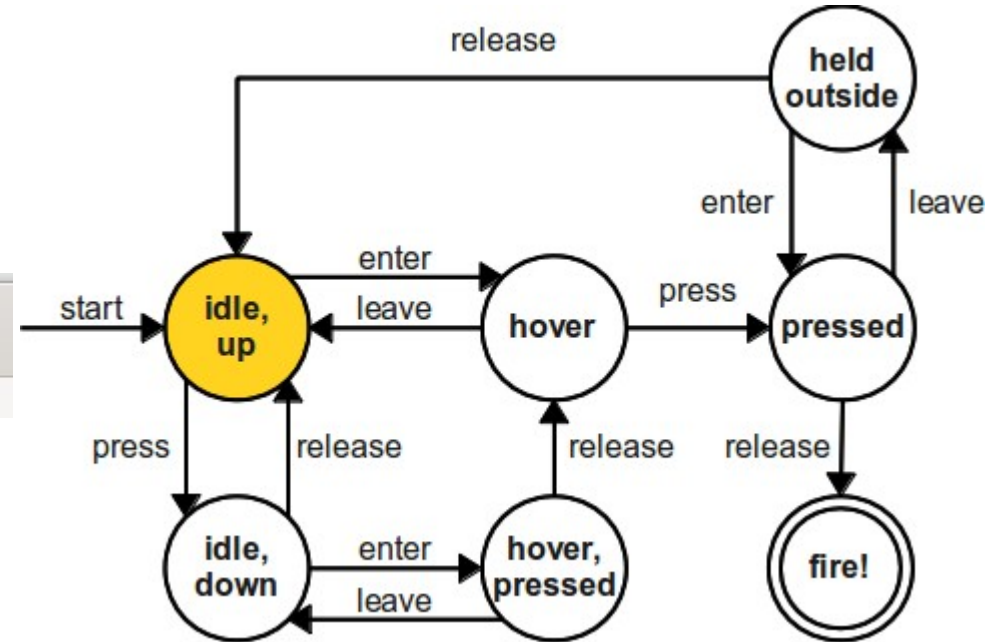 release
held
outside
enter
leave
start
idle,
up
enter
leave
hover
press
pressed
press
release
release
release
idle,
down
enter
leave
hover,
pressed
fire!